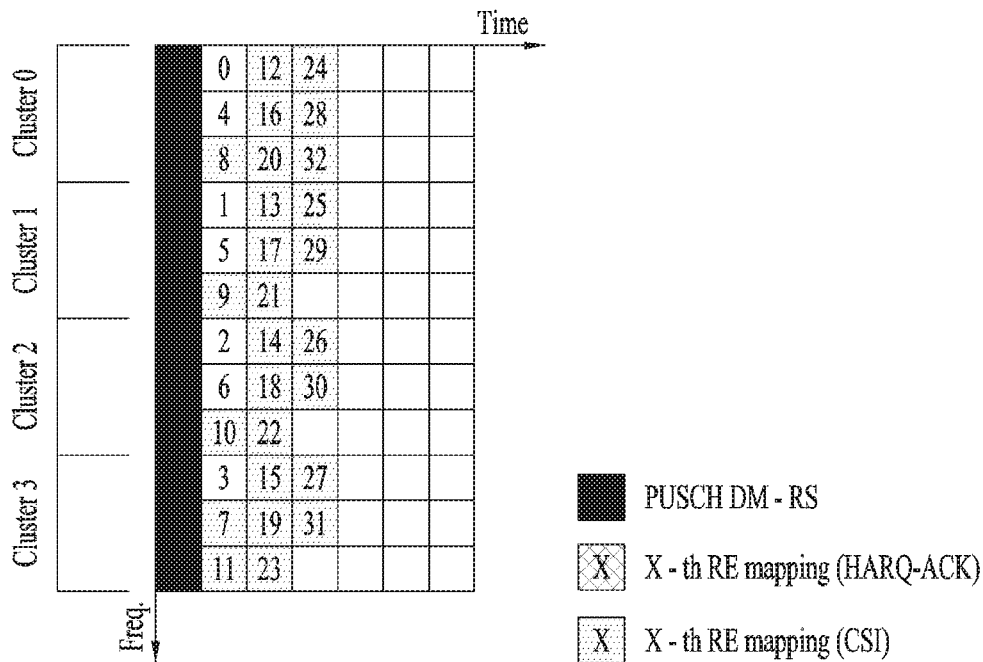 Time
Cluster 0
Cluster 1
Cluster 2
Cluster 3
0 12 24
4 16 28
8 20 32
1 13 25
5 17 29
9 21
2 14 26
6 18 30
10 22
3 15 27
7 19 31
11 23
Freq.
PUSCH DM - RS
X X - th RE mapping (HARQ-ACK)
X X - th RE mapping (CSI)